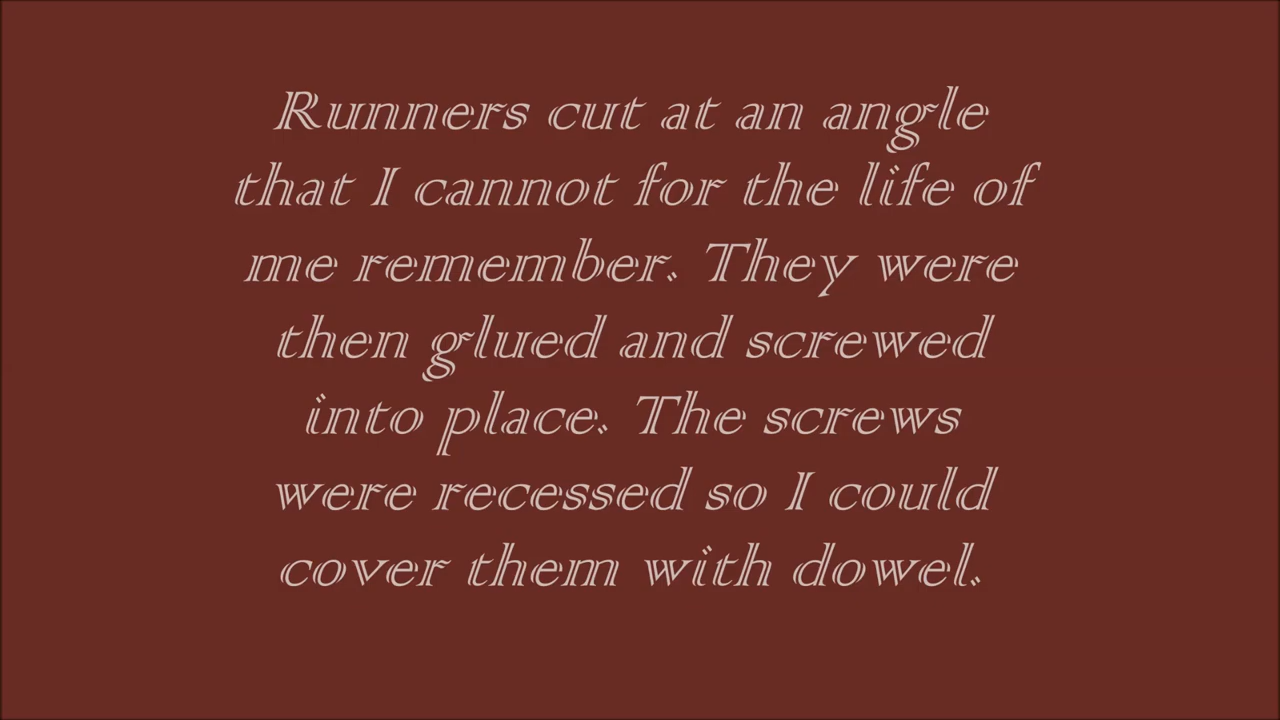 Runners cut at an angle
that I cannot for the life of
me remember. They were
then glued and screwed
into place. The screws
were recessed so I could
cover them with dowel.